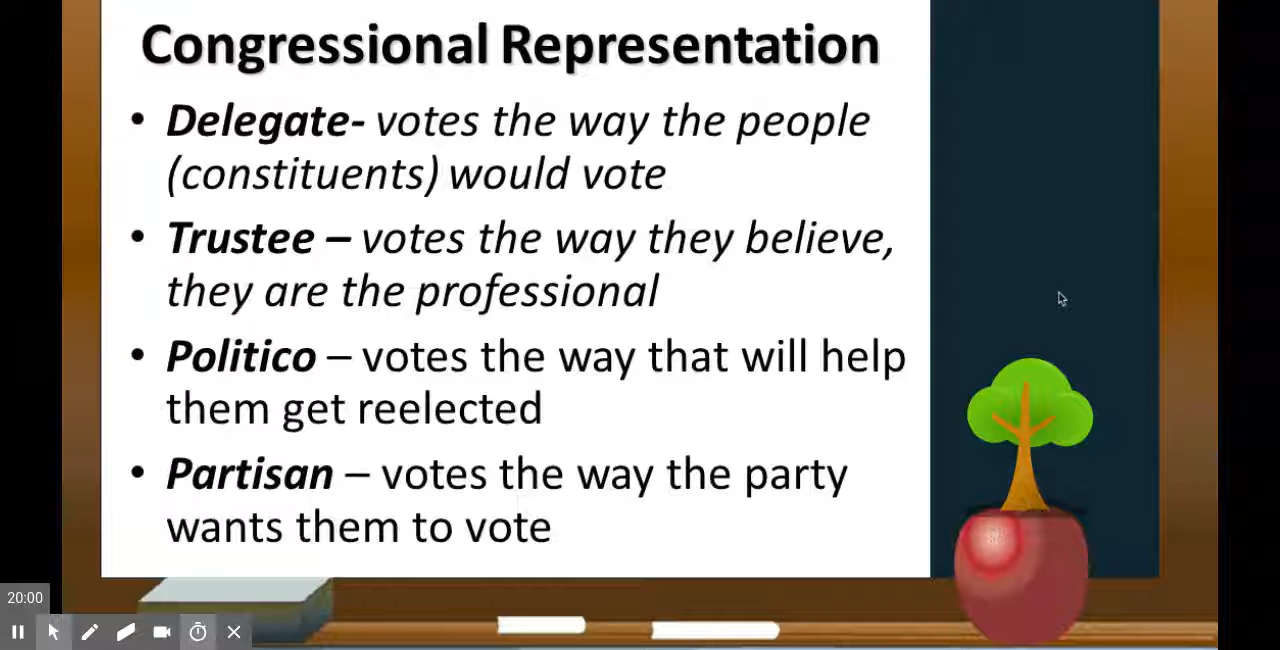 Congressional Representation
• Delegate- votes the way the people
(constituents) would vote
• Trustee – votes the way they believe,
they are the professional
• Politico – votes the way that will help
them get reelected
• Partisan – votes the way the party
wants them to vote
20:00